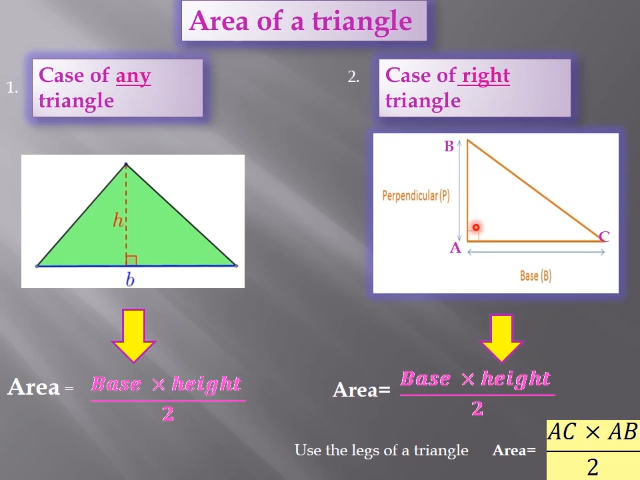 Area of a triangle
1.
Case of any
triangle
2.
Case of right
triangle
h
b
B
Perpendicular (P)
A
C
Base (B)
Area = Base × height / 2
Area= Base × height / 2
Use the legs of a triangle Area= AC × AB / 2